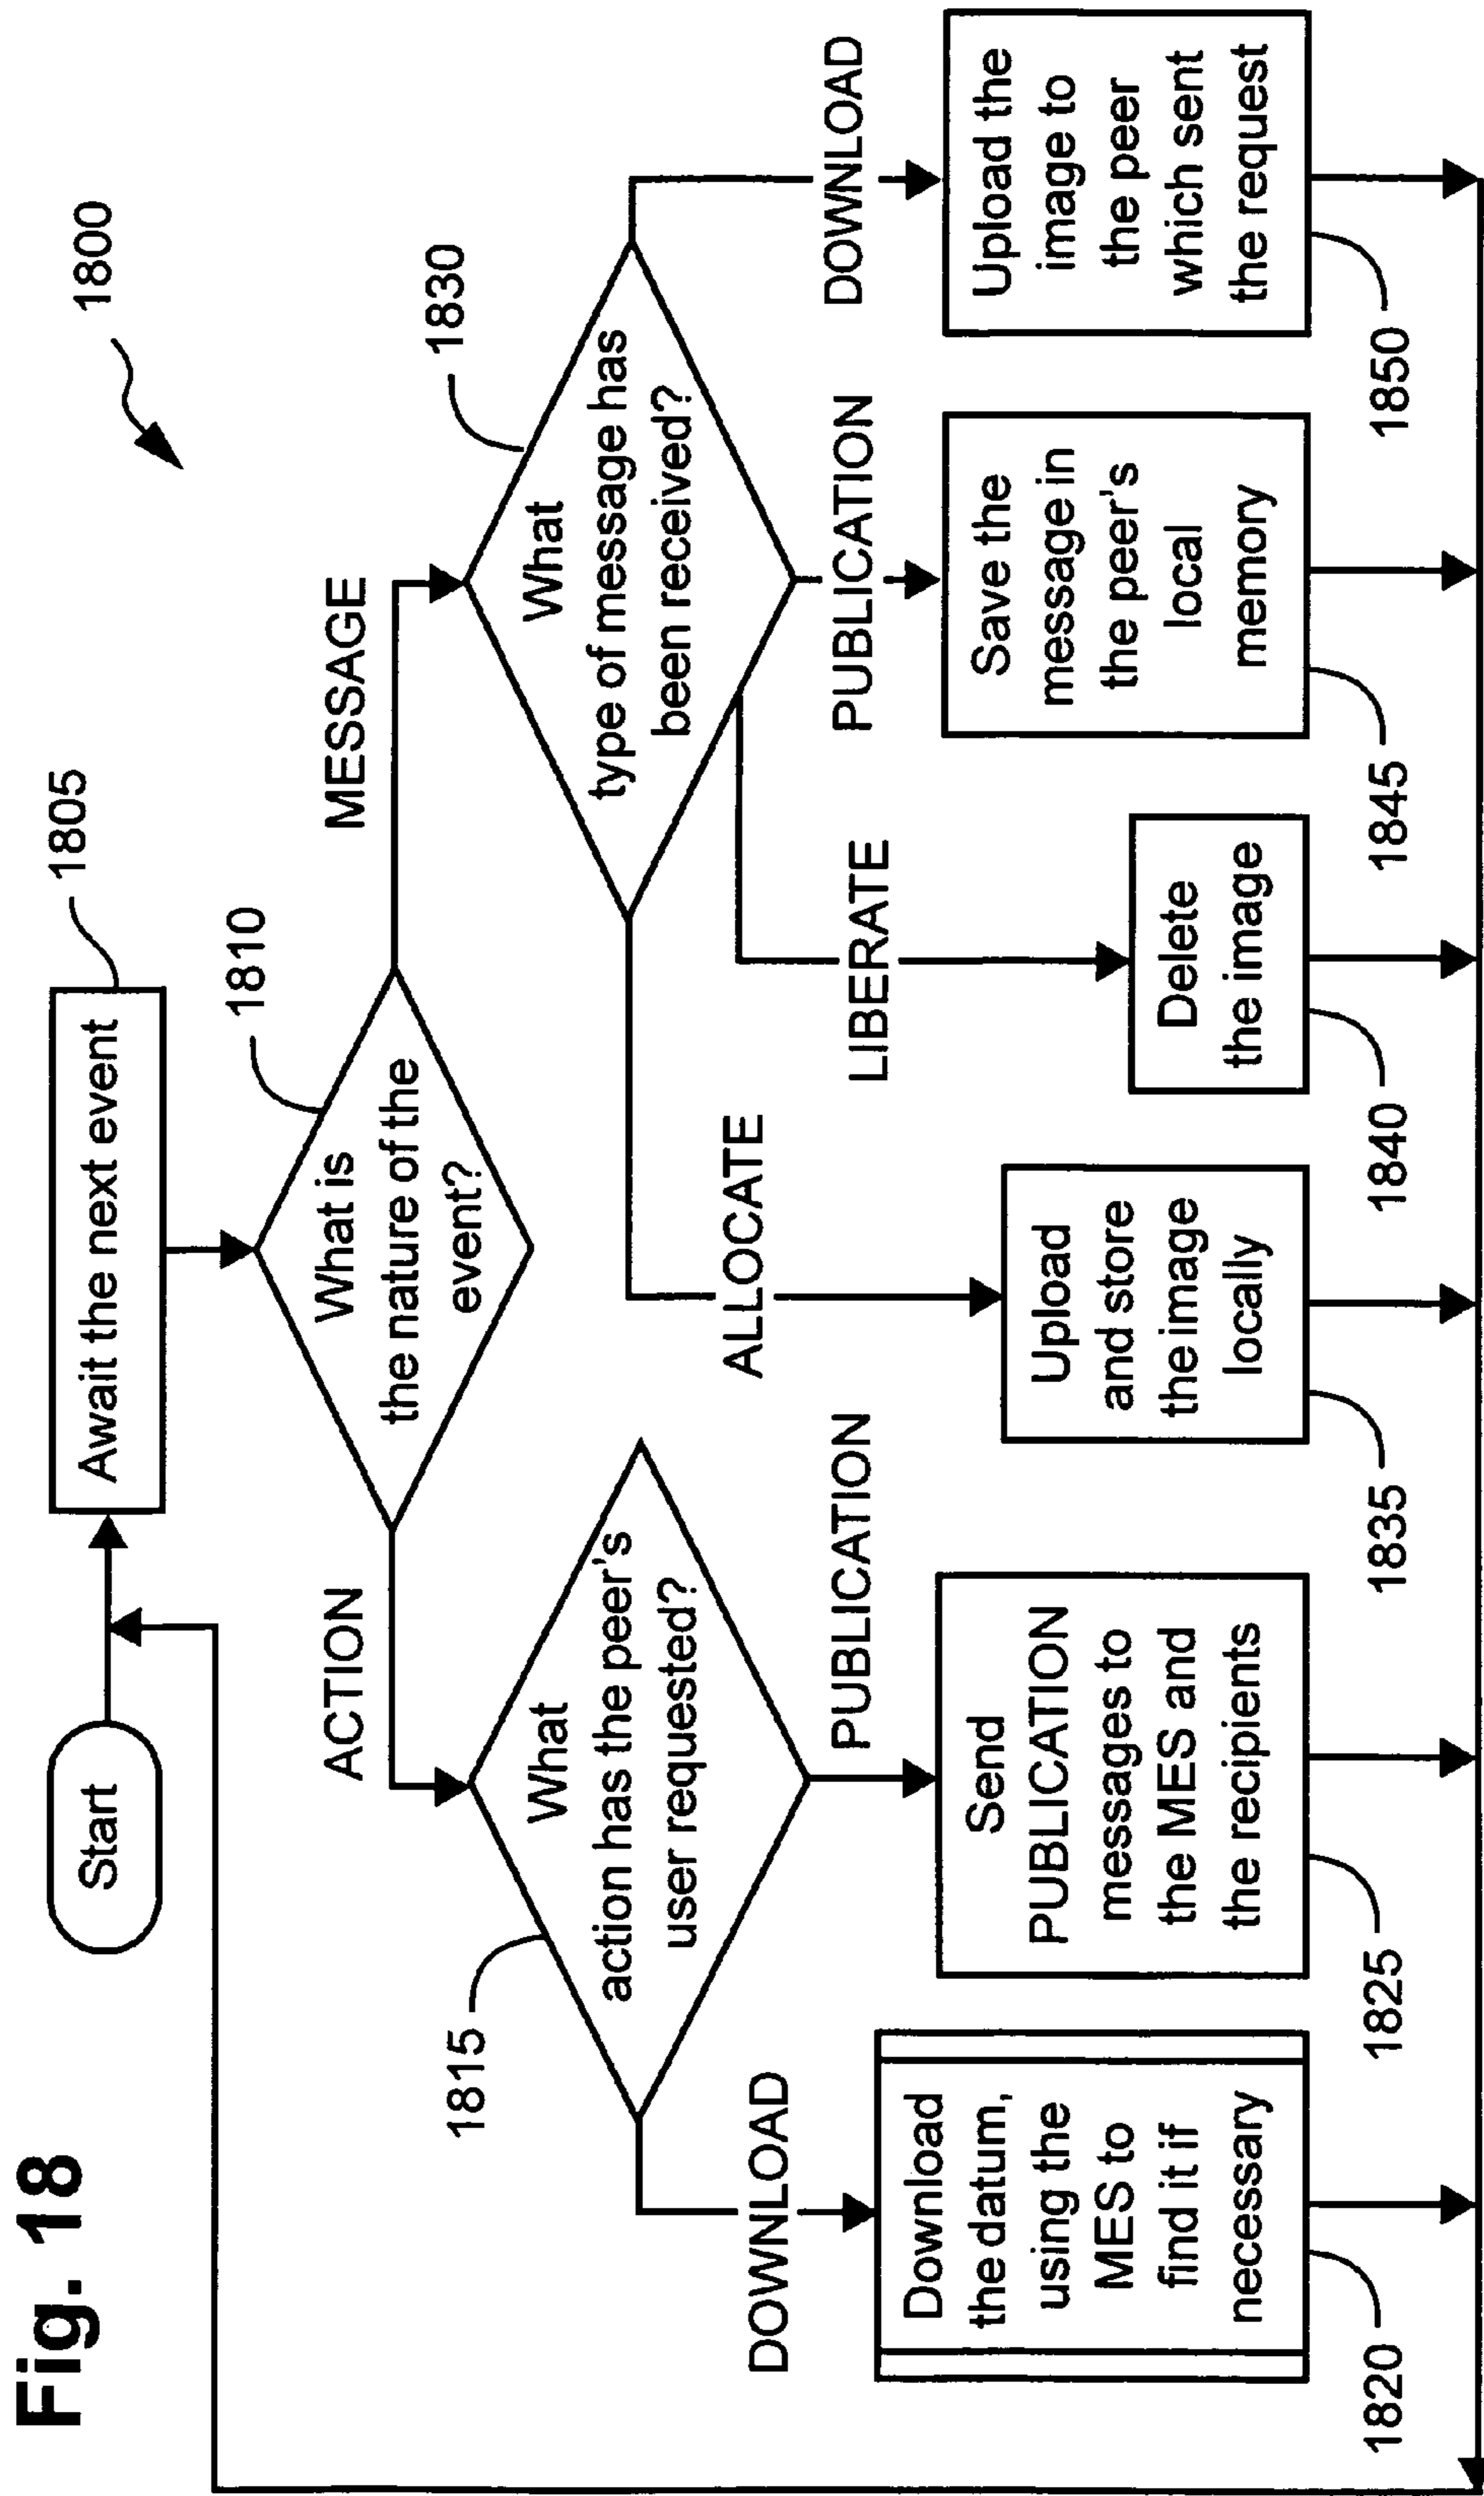 Fig. 18
1800
Start
Await the next event
1805
1810
What is
the nature of the
event?
ACTION
MESSAGE
1815
What
action has the peer's
user requested?
1830
What
type of message has
been received?
DOWNLOAD
PUBLICATION
ALLOCATE
LIBERATE
PUBLICATION
DOWNLOAD
Download
the datum,
using the
MES to
find it if
necessary
1820
Send
PUBLICATION
messages to
the MES and
the recipients
1825
Upload
and store
the image
locally
1835
Delete
the image
1840
Save the
message in
the peer's
local
memory
1845
Upload the
image to
the peer
which sent
the request
1850